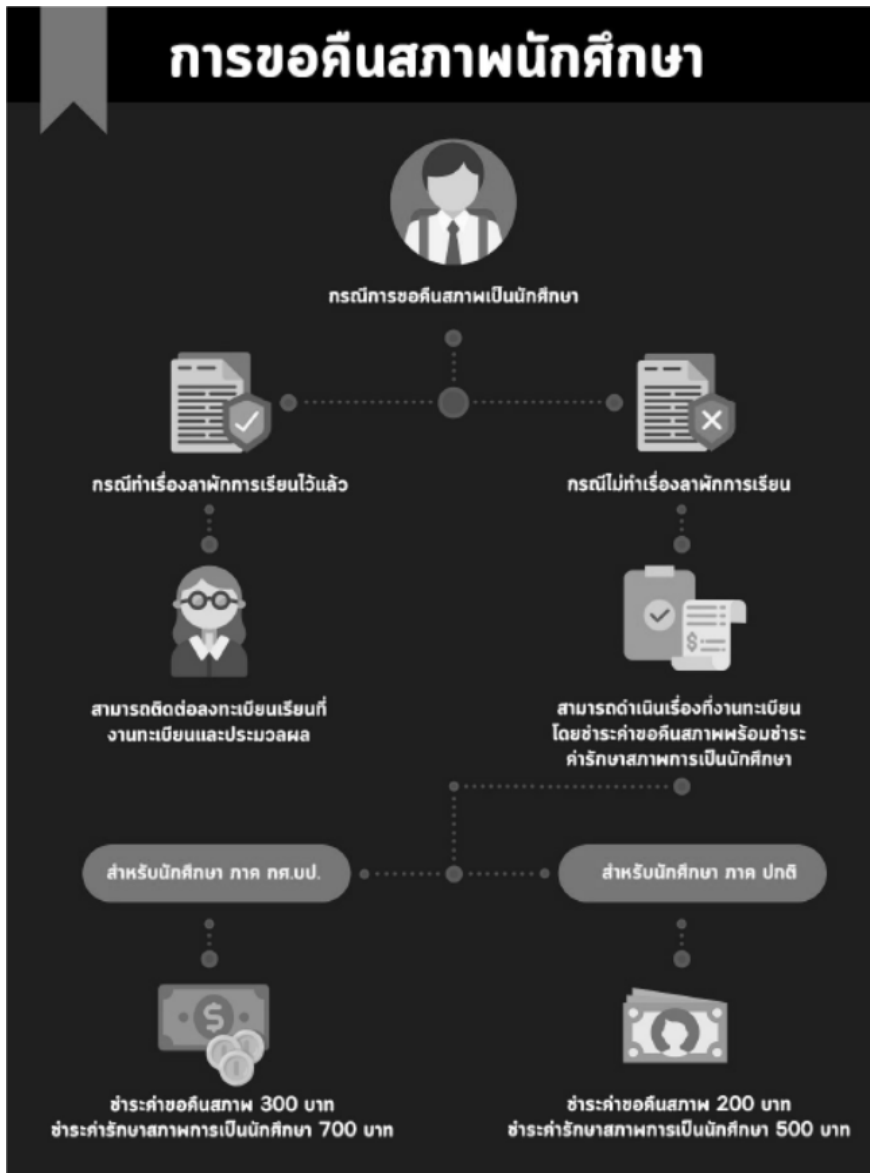 การขอคืนสภาพนักศึกษา
กรณีการขอคืนสภาพเป็นนักศึกษา
กรณีทำเรื่องลาพักการเรียนไว้แล้ว
กรณีไม่ทำเรื่องลาพักการเรียน
สามารถติดต่อลงทะเบียนเรียนที่
งานทะเบียนและประมวลผล
สามารถดำเนินเรื่องที่งานทะเบียน
โดยชำระค่าขอคืนสภาพพร้อมชำระ
ค่ารักษาสภาพการเป็นนักศึกษา
สำหรับนักศึกษา ภาค กศ.บป.
สำหรับนักศึกษา ภาค ปกติ
ชำระค่าขอคืนสภาพ 300 บาท
ชำระค่ารักษาสภาพการเป็นนักศึกษา 700 บาท
ชำระค่าขอคืนสภาพ 200 บาท
ชำระค่ารักษาสภาพการเป็นนักศึกษา 500 บาท